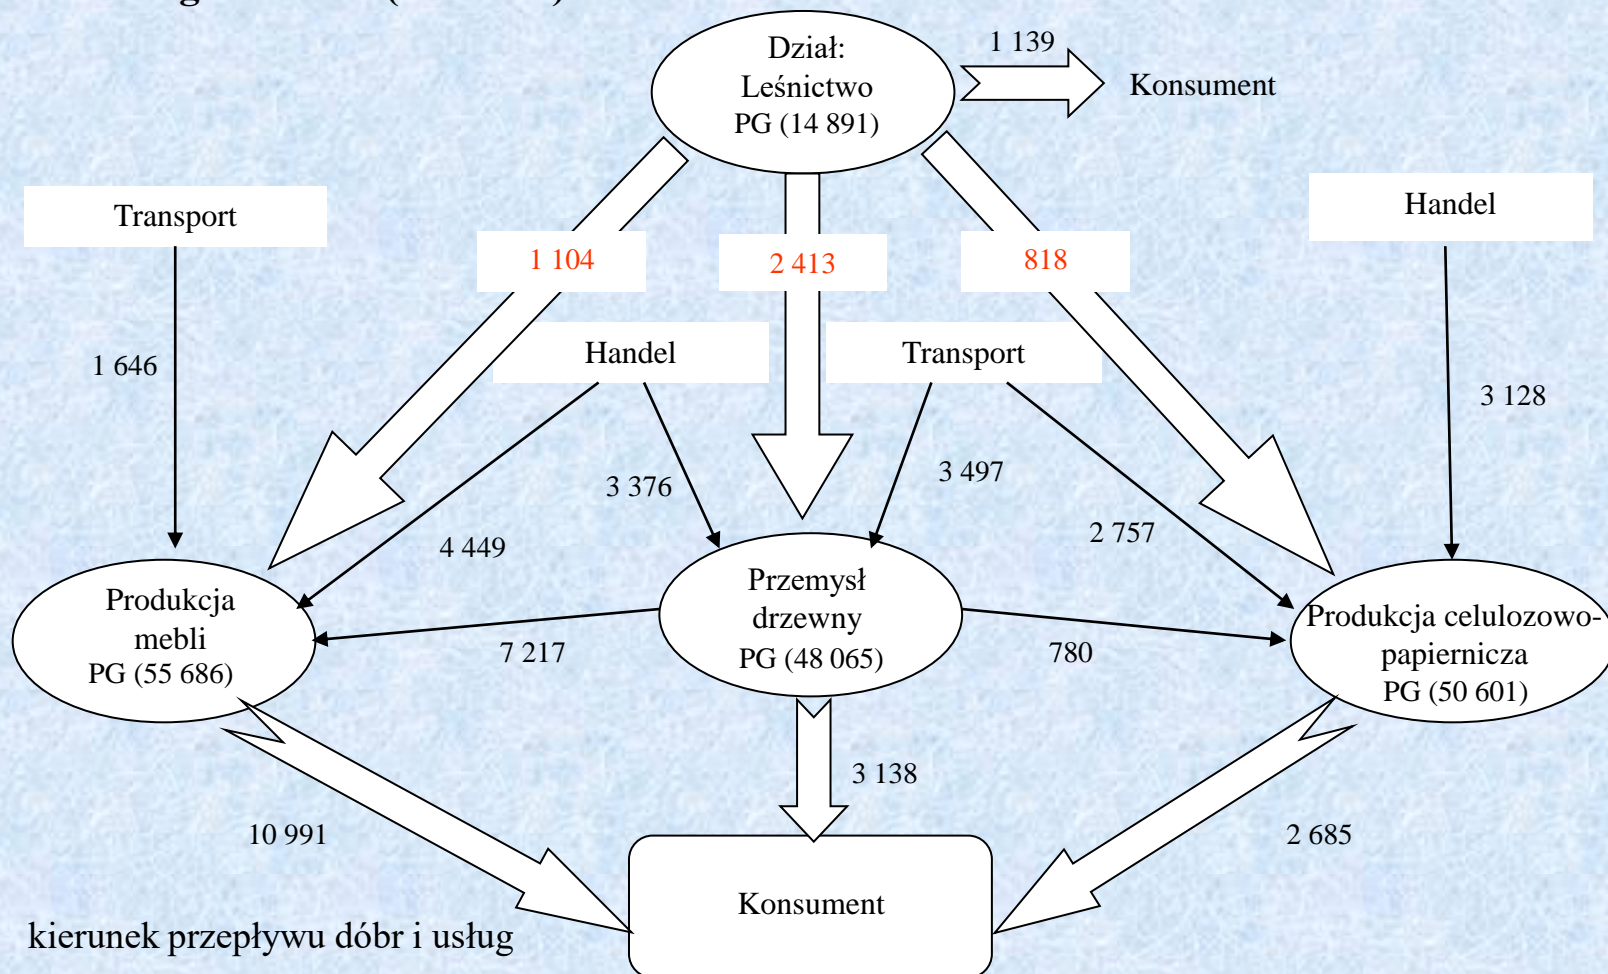 Dział:
Leśnictwo
PG (14 891)
1 139
Konsument
Transport
Handel
1 104
2 413
818
Handel
Transport
1 646
3 128
3 376
3 497
4 449
2 757
Produkcja
mebli
PG (55 686)
Przemysł
drzewny
PG (48 065)
Produkcja celulozowo-
papiernicza
PG (50 601)
7 217
780
3 138
10 991
2 685
Konsument
kierunek przepływu dóbr i usług